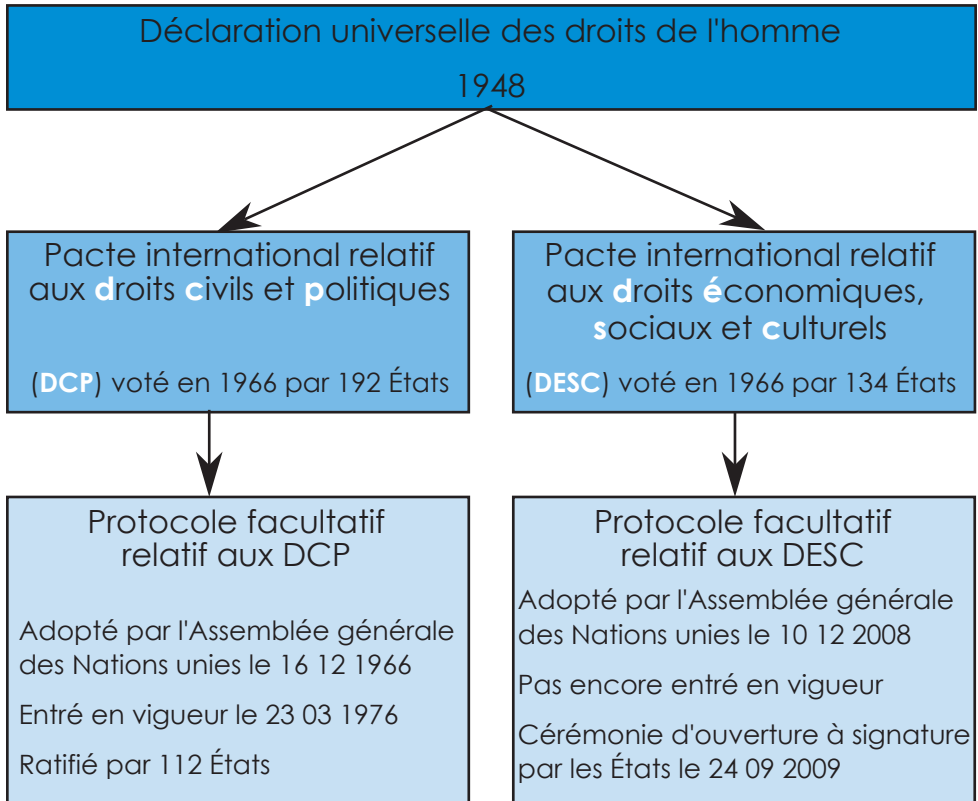 Déclaration universelle des droits de l'homme
1948
Pacte international relatif
aux droits civils et politiques
(DCP) voté en 1966 par 192 États
Pacte international relatif
aux droits économiques,
sociaux et culturels
(DESC) voté en 1966 par 134 États
Protocole facultatif
relatif aux DCP
Adopté par l'Assemblée générale
des Nations unies le 16 12 1966
Entré en vigueur le 23 03 1976
Ratifié par 112 États
Protocole facultatif
relatif aux DESC
Adopté par l'Assemblée générale
des Nations unies le 10 12 2008
Pas encore entré en vigueur
Cérémonie d'ouverture à signature
par les États le 24 09 2009